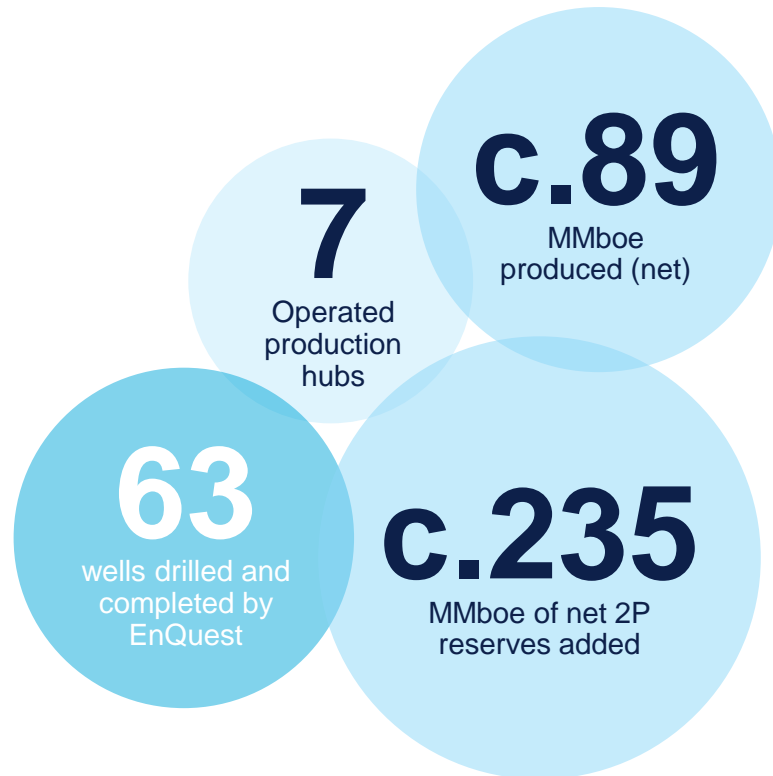 c.89
MMboe
produced (net)
7
Operated
production
hubs
63
wells drilled and
completed by
EnQuest
c.235
MMboe of net 2P
reserves added